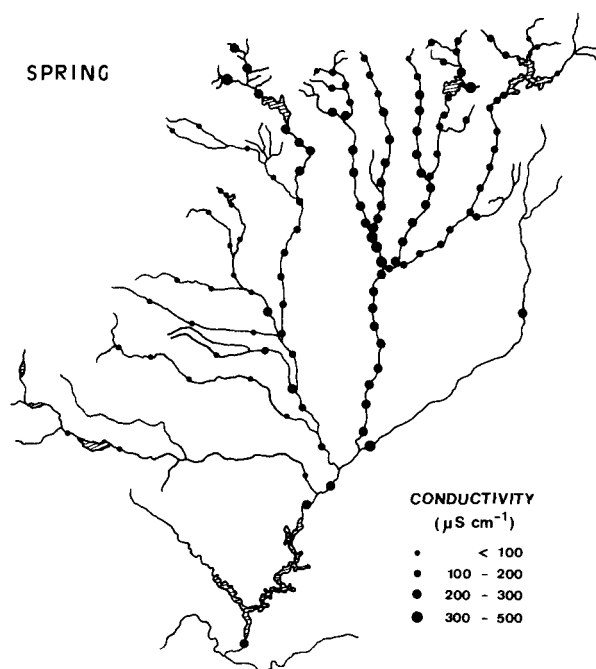 SPRING
CONDUCTIVITY
(µS cm⁻¹)
< 100
100 - 200
200 - 300
300 - 500